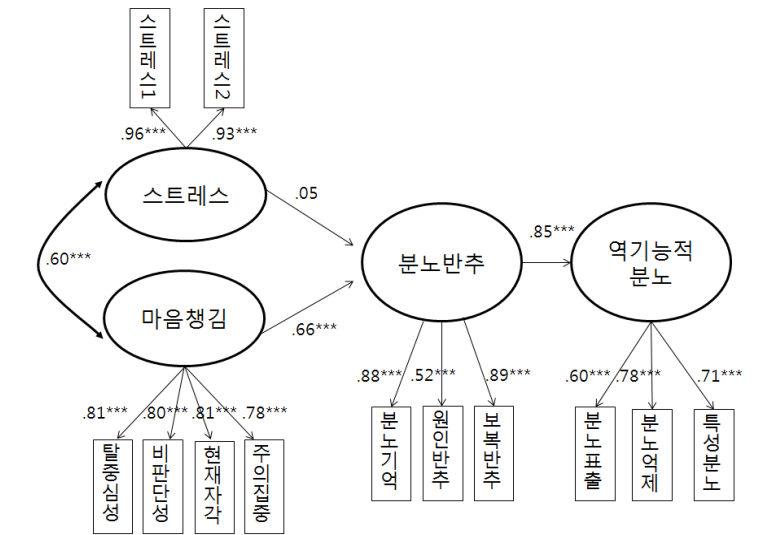 스트레스1
스트레스2
.96***
.93***
스트레스
.05
.60***
마음챙김
.66***
분노반추
.85***
역기능적
분노
.81***
.80***
.81***
.78***
탈중심성
비판단성
현재자각
주의집중
.88***
.52***
.89***
분노기억
원인반추
보복반추
.60***
.78***
.71***
분노표출
분노억제
특성분노